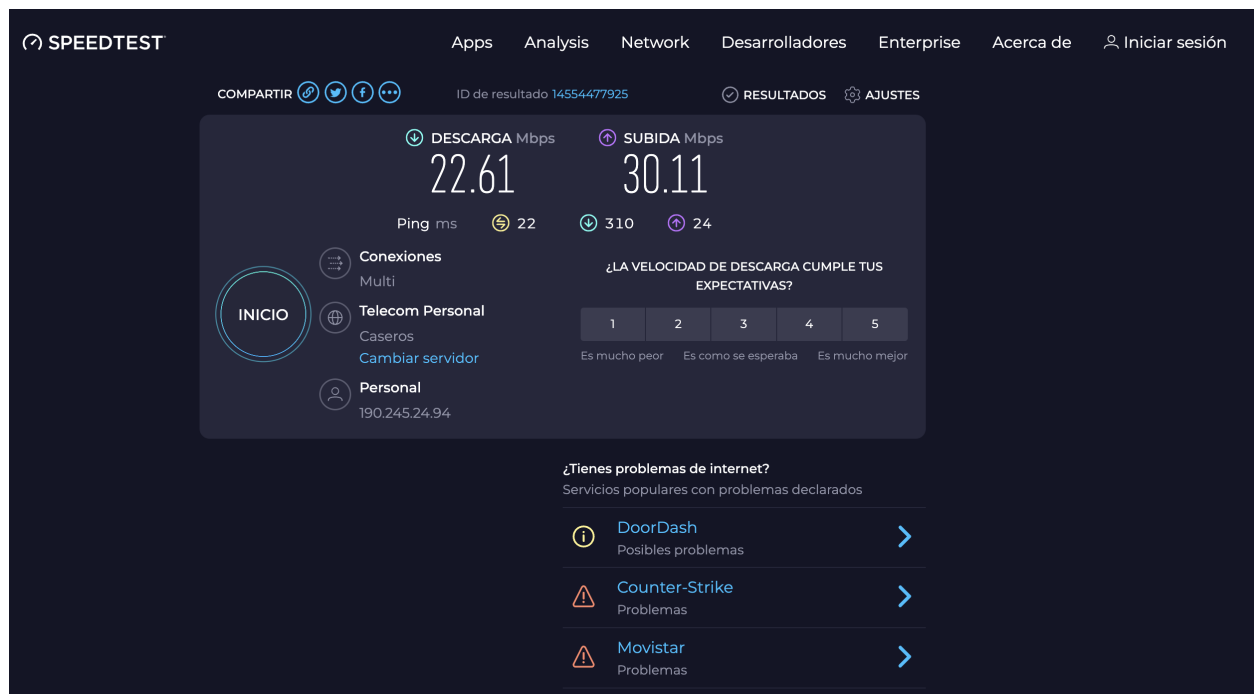 SPEEDTEST
Apps Analysis Network Desarrolladores Enterprise Acerca de Iniciar sesión
COMPARTIR
ID de resultado 14554477925
RESULTADOS
AJUSTES
DESCARGA Mbps
22.61
SUBIDA Mbps
30.11
Ping ms 22 310 24
INICIO
Conexiones
Multi
Telecom Personal
Caseros
Cambiar servidor
Personal
190.245.24.94
¿LA VELOCIDAD DE DESCARGA CUMPLE TUS
EXPECTATIVAS?
1 2 3 4 5
Es mucho peor Es como se esperaba Es mucho mejor
¿Tienes problemas de internet?
Servicios populares con problemas declarados
DoorDash
Posibles problemas
Counter-Strike
Problemas
Movistar
Problemas